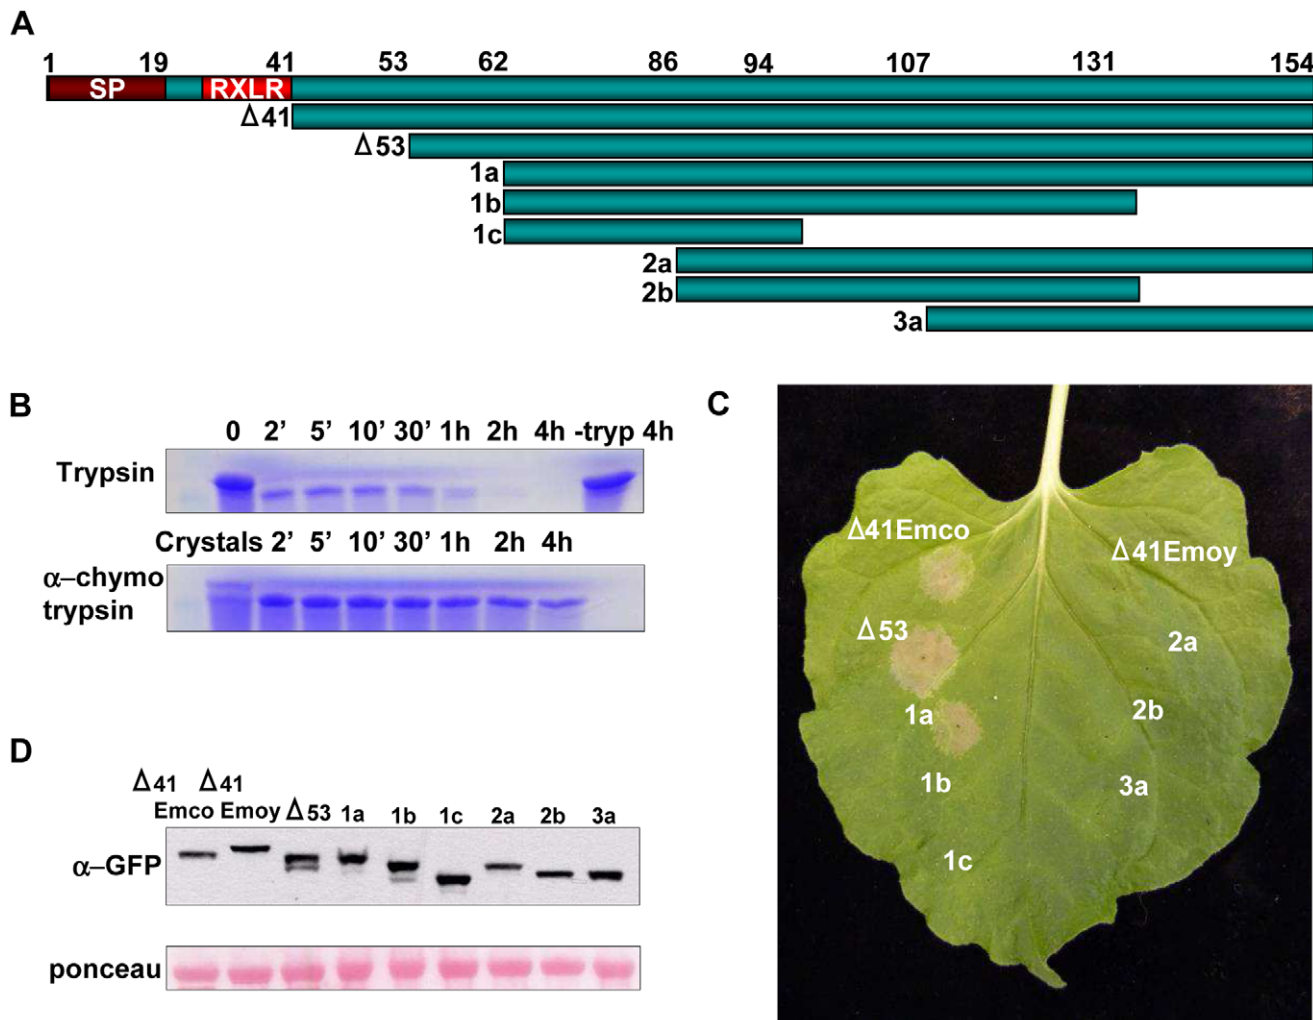 A
1 19 41 53 62 86 94 107 131 154
SP RXLR
Δ41
Δ53
1a
1b
1c
2a
2b
3a
B
0 2' 5' 10' 30' 1h 2h 4h -tryp 4h
Trypsin
Crystals 2' 5' 10' 30' 1h 2h 4h
α–chymo
trypsin
C
Δ41Emco
Δ41Emoy
Δ53
2a
1a
2b
1b
3a
1c
D
Δ41 Δ41
Emco Emoy Δ53 1a 1b 1c 2a 2b 3a
α–GFP
ponceau